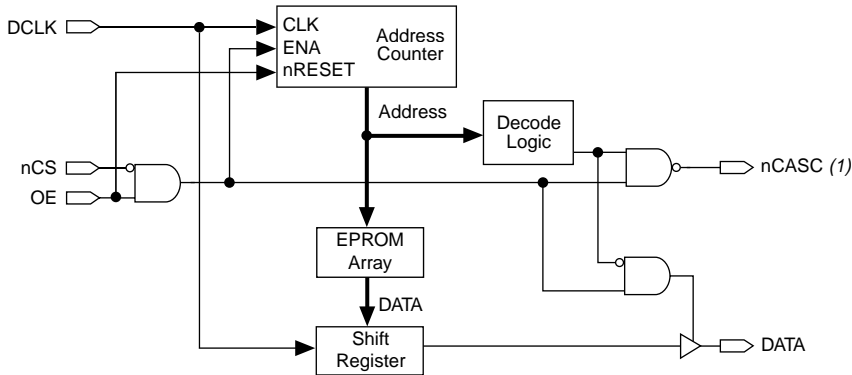 DCLK
CLK
ENA
nRESET
Address
Counter
Address
Decode
Logic
nCS
OE
nCASC (1)
EPROM
Array
DATA
Shift
Register
DATA